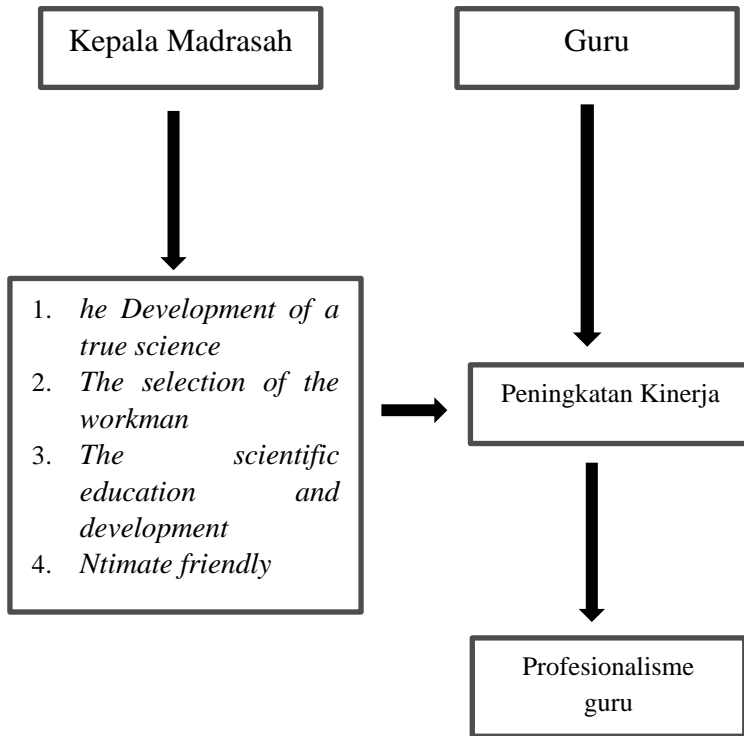 Kepala Madrasah
Guru
1. he Development of a
true science
2. The selection of the
workman
3. The scientific
education and
development
4. Ntimate friendly
Peningkatan Kinerja
Profesionalisme
guru